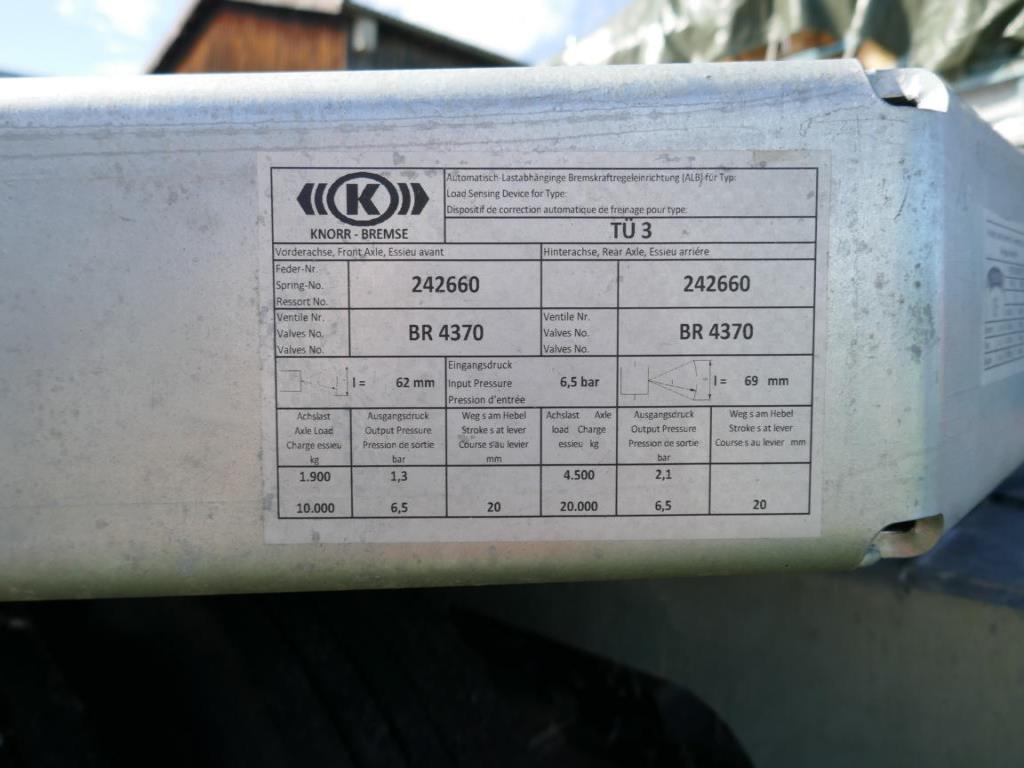 K
KNORR - BREMSE
Automatisch-Lastabhänginge Bremskraftregeleinrichtung (ALB) für Typ:
Load Sensing Device for Type:
Dispositif de correction automatique de freinage pour type:
TÜ 3
Vorderachse, Front Axle, Essieu avant
Hinterachse, Rear Axle, Essieu arriére
Feder-Nr.
Spring-No.
Ressort No.
242660
242660
Ventile Nr.
Valves No.
Valves No.
BR 4370
Ventile Nr.
Valves No.
Valves No.
BR 4370
l = 62 mm
Eingangsdruck
Input Pressure
Pression d'entrée
6,5 bar
l = 69 mm
Achslast
Axle Load
Charge essieu
kg
Ausgangsdruck
Output Pressure
Pression de sortie
bar
Weg s am Hebel
Stroke s at lever
Course s au levier
mm
Achslast Axle
load Charge
essieu kg
Ausgangsdruck
Output Pressure
Pression de sortie
bar
Weg s am Hebel
Stroke s at lever
Course s au levier mm
1.900 1,3 4.500 2,1
10.000 6,5 20 20.000 6,5 20